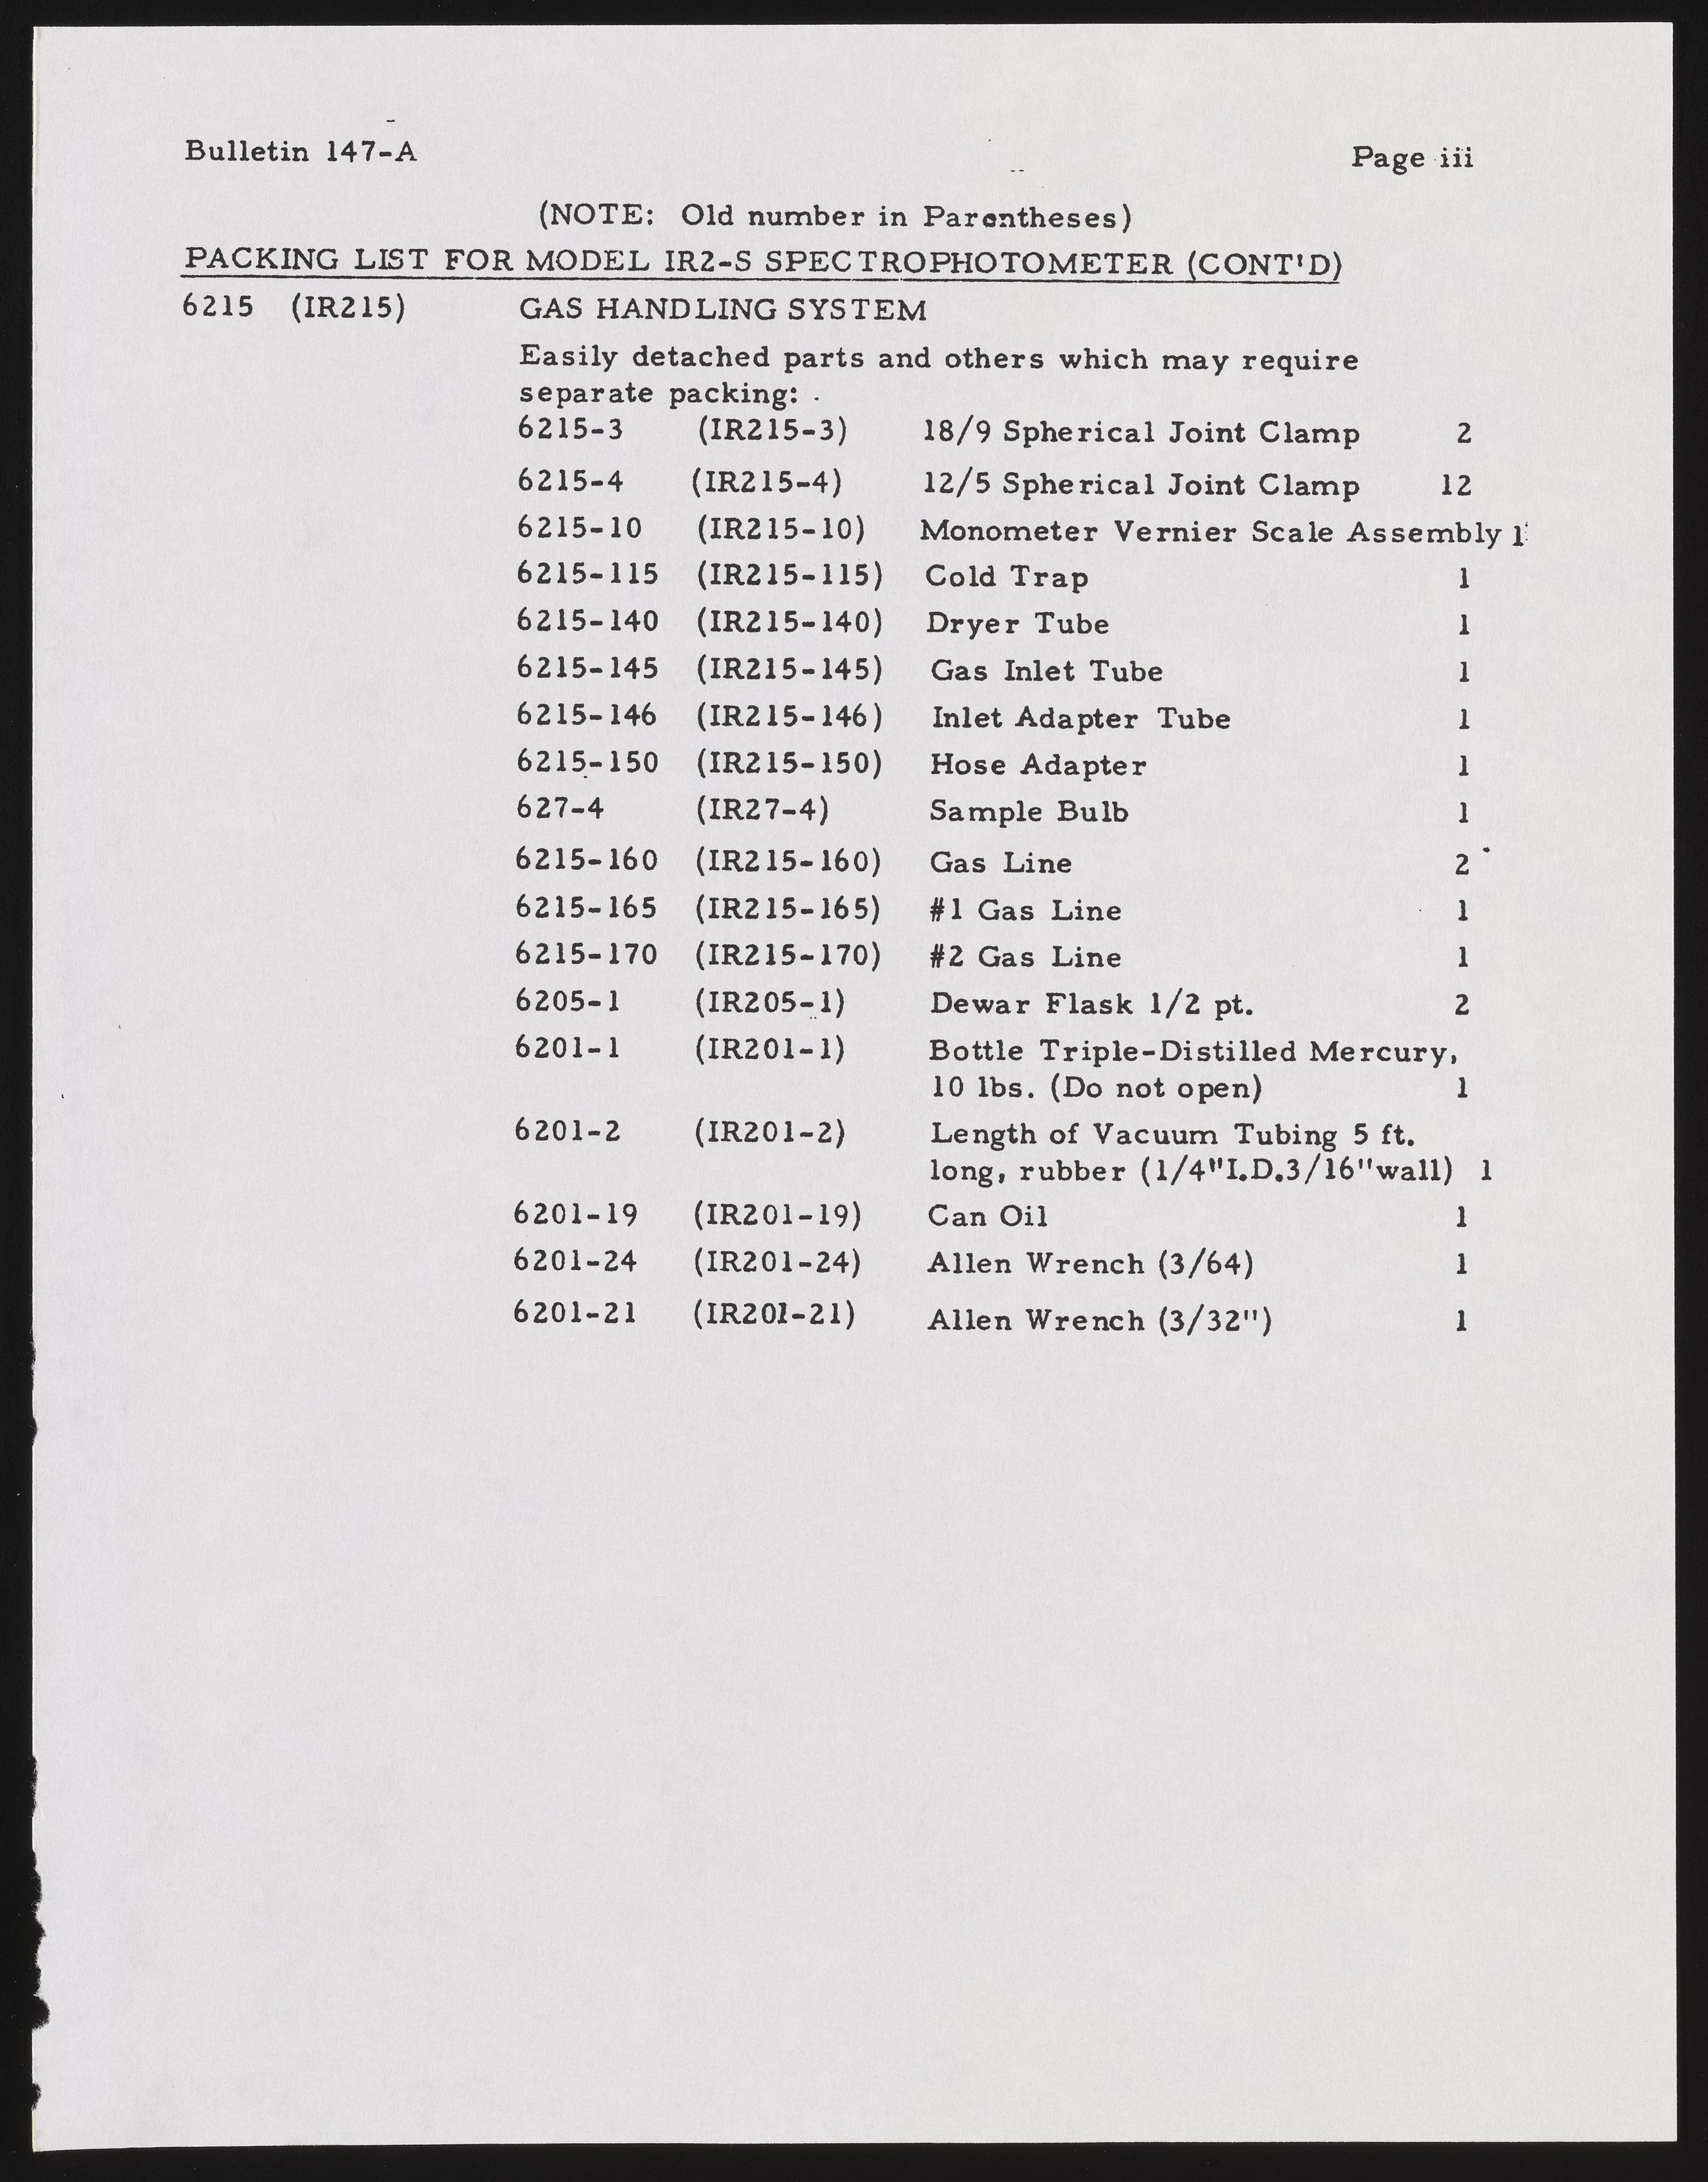 Bulletin 147-A Page iii
(NOTE: Old number in Parentheses)
PACKING LIST FOR MODEL IR2-S SPECTROPHOTOMETER (CONT'D)
6215 (IR215) GAS HANDLING SYSTEM
Easily detached parts and others which may require
separate packing:
6215-3 (IR215-3) 18/9 Spherical Joint Clamp 2
6215-4 (IR215-4) 12/5 Spherical Joint Clamp 12
6215-10 (IR215-10) Monometer Vernier Scale Assembly 1
6215-115 (IR215-115) Cold Trap 1
6215-140 (IR215-140) Dryer Tube 1
6215-145 (IR215-145) Gas Inlet Tube 1
6215-146 (IR215-146) Inlet Adapter Tube 1
6215-150 (IR215-150) Hose Adapter 1
627-4 (IR27-4) Sample Bulb 1
6215-160 (IR215-160) Gas Line 2
6215-165 (IR215-165) #1 Gas Line 1
6215-170 (IR215-170) #2 Gas Line 1
6205-1 (IR205-1) Dewar Flask 1/2 pt. 2
6201-1 (IR201-1) Bottle Triple-Distilled Mercury,
10 lbs. (Do not open) 1
6201-2 (IR201-2) Length of Vacuum Tubing 5 ft.
long, rubber (1/4"I.D.3/16"wall) 1
6201-19 (IR201-19) Can Oil 1
6201-24 (IR201-24) Allen Wrench (3/64) 1
6201-21 (IR201-21) Allen Wrench (3/32") 1